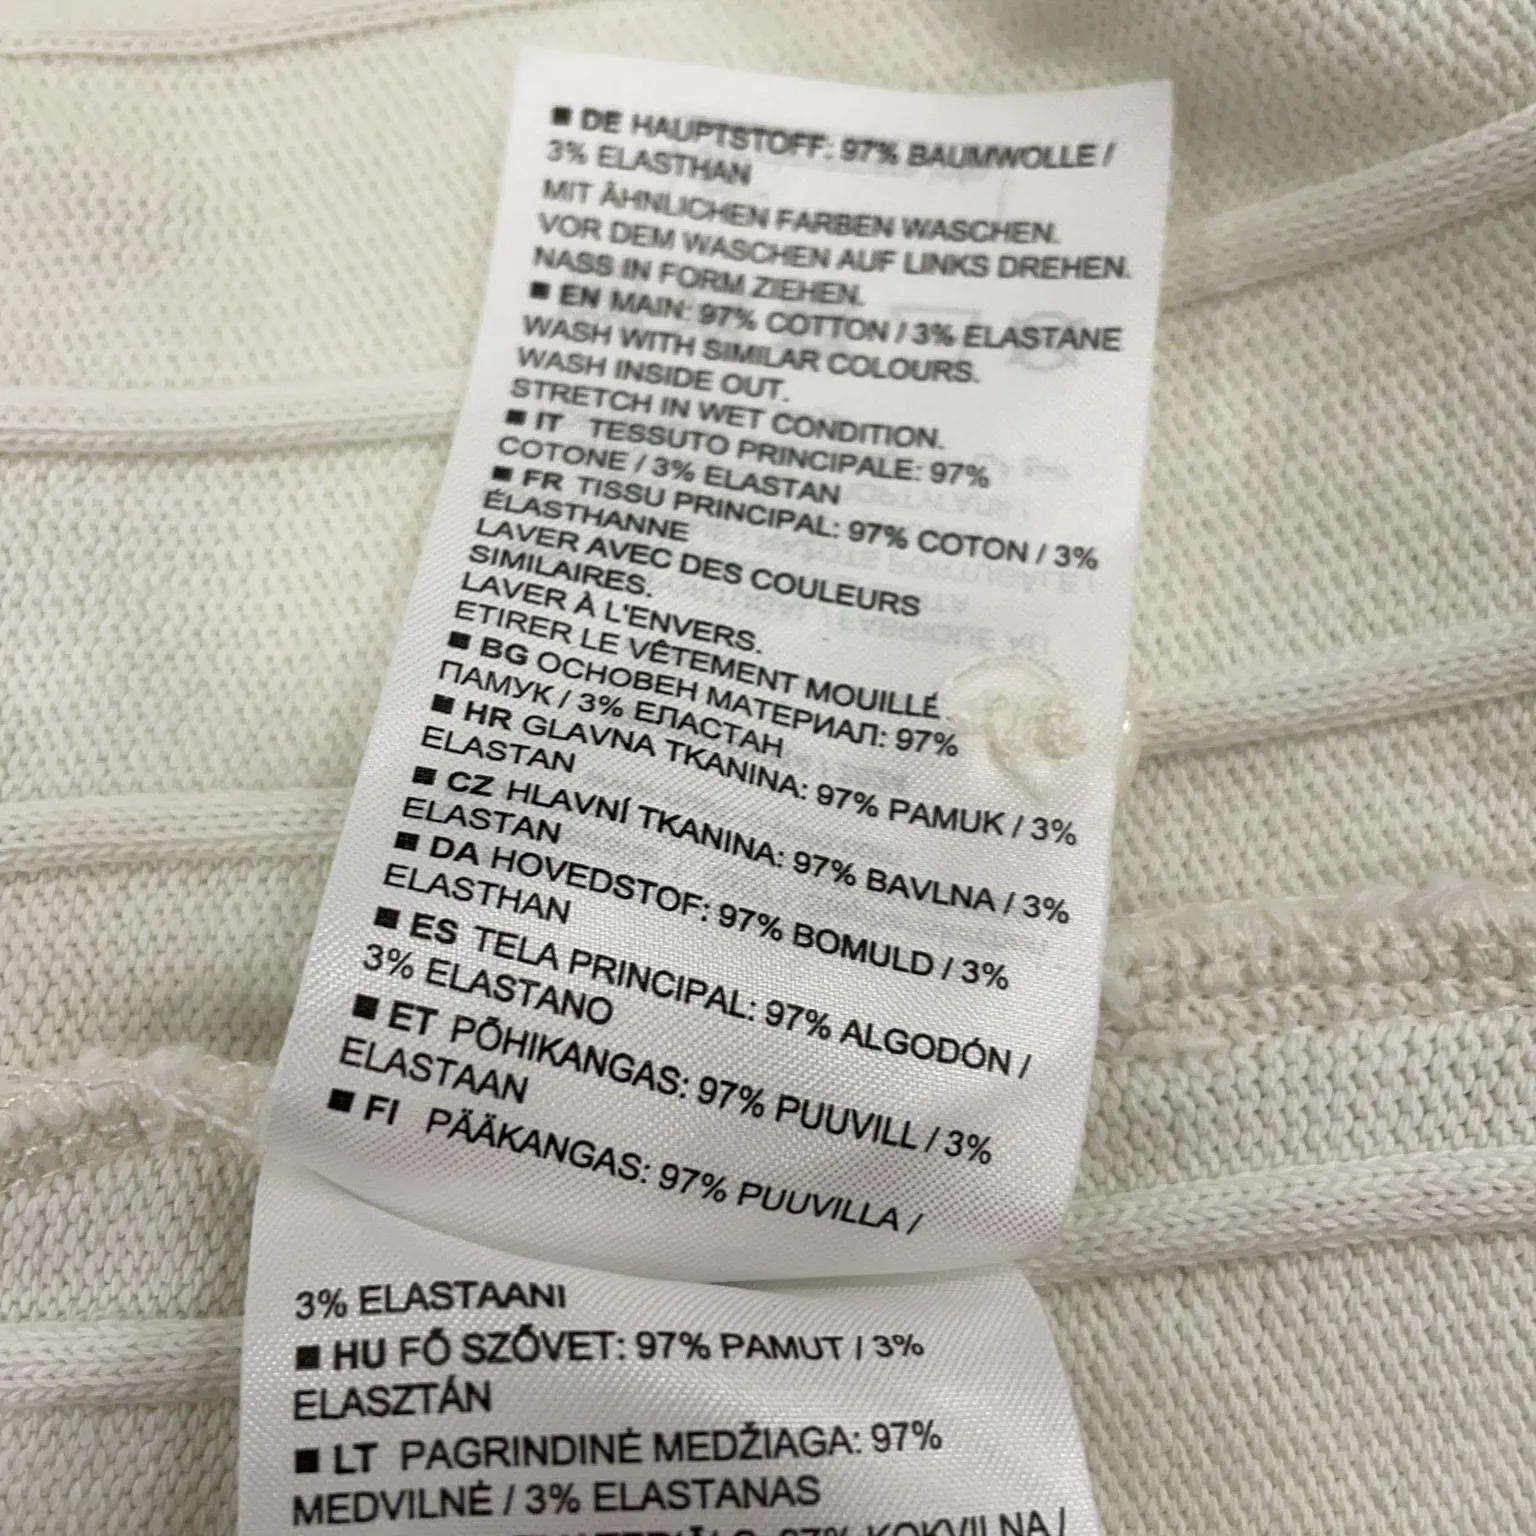 ■ DE HAUPTSTOFF: 97% BAUMWOLLE /
3% ELASTHAN
MIT ÄHNLICHEN FARBEN WASCHEN.
VOR DEM WASCHEN AUF LINKS DREHEN.
NASS IN FORM ZIEHEN.
■ EN MAIN: 97% COTTON / 3% ELASTANE
WASH WITH SIMILAR COLOURS.
WASH INSIDE OUT.
STRETCH IN WET CONDITION.
■ IT TESSUTO PRINCIPALE: 97%
COTONE / 3% ELASTAN
■ FR TISSU PRINCIPAL: 97% COTON / 3%
ÉLASTHANNE
LAVER AVEC DES COULEURS
SIMILAIRES.
LAVER À L'ENVERS.
ETIRER LE VÊTEMENT MOUILLÉ.
■ BG ОСНОВЕН МАТЕРИАЛ: 97%
ПАМУК / 3% ЕЛАСТАН
■ HR GLAVNA TKANINA: 97% PAMUK / 3%
ELASTAN
■ CZ HLAVNÍ TKANINA: 97% BAVLNA / 3%
ELASTAN
■ DA HOVEDSTOF: 97% BOMULD / 3%
ELASTHAN
■ ES TELA PRINCIPAL: 97% ALGODÓN /
3% ELASTANO
■ ET PÕHIKANGAS: 97% PUUVILL / 3%
ELASTAAN
■ FI PÄÄKANGAS: 97% PUUVILLA /
3% ELASTAANI
■ HU FŐ SZŐVET: 97% PAMUT / 3%
ELASZTÁN
■ LT PAGRINDINĖ MEDŽIAGA: 97%
MEDVILNĖ / 3% ELASTANAS
97% KOKVILNA /